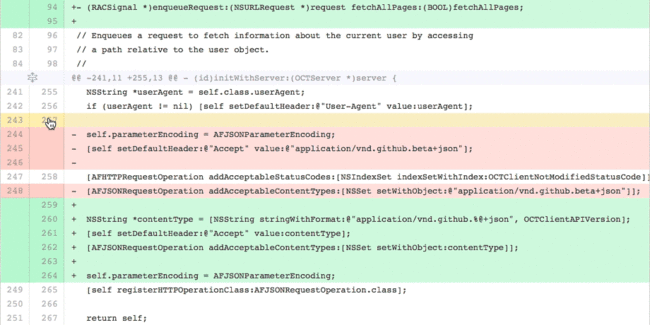 94 +- (RACSignal *)enqueueRequest:(NSURLRequest *)request fetchAllPages:(BOOL)fetchAllPages;
95 +
82 96 // Enqueues a request to fetch information about the current user by accessing
83 97 // a path relative to the user object.
84 98 //
@@ -241,11 +255,13 @@ - (id)initWithServer:(OCTServer *)server {
241 255 NSString *userAgent = self.class.userAgent;
242 256 if (userAgent != nil) [self setDefaultHeader:@"User-Agent" value:userAgent];
243
244 - self.parameterEncoding = AFJSONParameterEncoding;
245 - [self setDefaultHeader:@"Accept" value:@"application/vnd.github.beta+json"];
246 -
247 258 [AFHTTPRequestOperation addAcceptableStatusCodes:[NSIndexSet indexSetWithIndex:OCTClientNotModifiedStatusCode]]
248 - [AFJSONRequestOperation addAcceptableContentTypes:[NSSet setWithObject:@"application/vnd.github.beta+json"]];
259 +
260 + NSString *contentType = [NSString stringWithFormat:@"application/vnd.github.%@+json", OCTClientAPIVersion];
261 + [self setDefaultHeader:@"Accept" value:contentType];
262 + [AFJSONRequestOperation addAcceptableContentTypes:[NSSet setWithObject:contentType]];
263 +
264 + self.parameterEncoding = AFJSONParameterEncoding;
249 265 [self registerHTTPOperationClass:AFJSONRequestOperation.class];
250 266
251 267 return self;